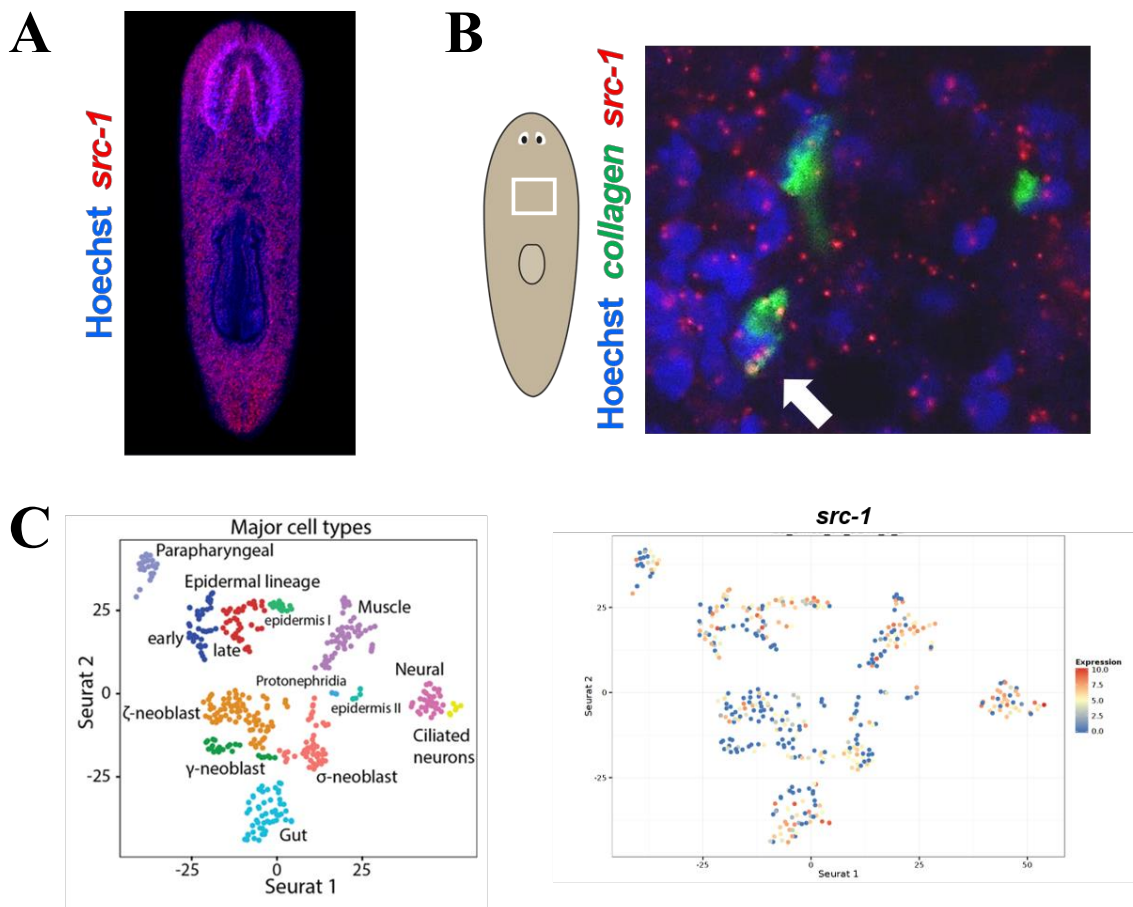 A
Hoechst src-1
B
Hoechst collagen src-1
C
Major cell types
Parapharyngeal
Epidermal lineage
epidermis I
Muscle
early
late
Protonephridia
Neural
epidermis II
ζ-neoblast
Ciliated
neurons
γ-neoblast
σ-neoblast
Gut
25
0
-25
Seurat 2
-25
0
25
Seurat 1
src-1
25
0
-25
Seurat 2
-25
0
25
50
Seurat 1
Expression
10.0
7.5
5.0
2.5
0.0